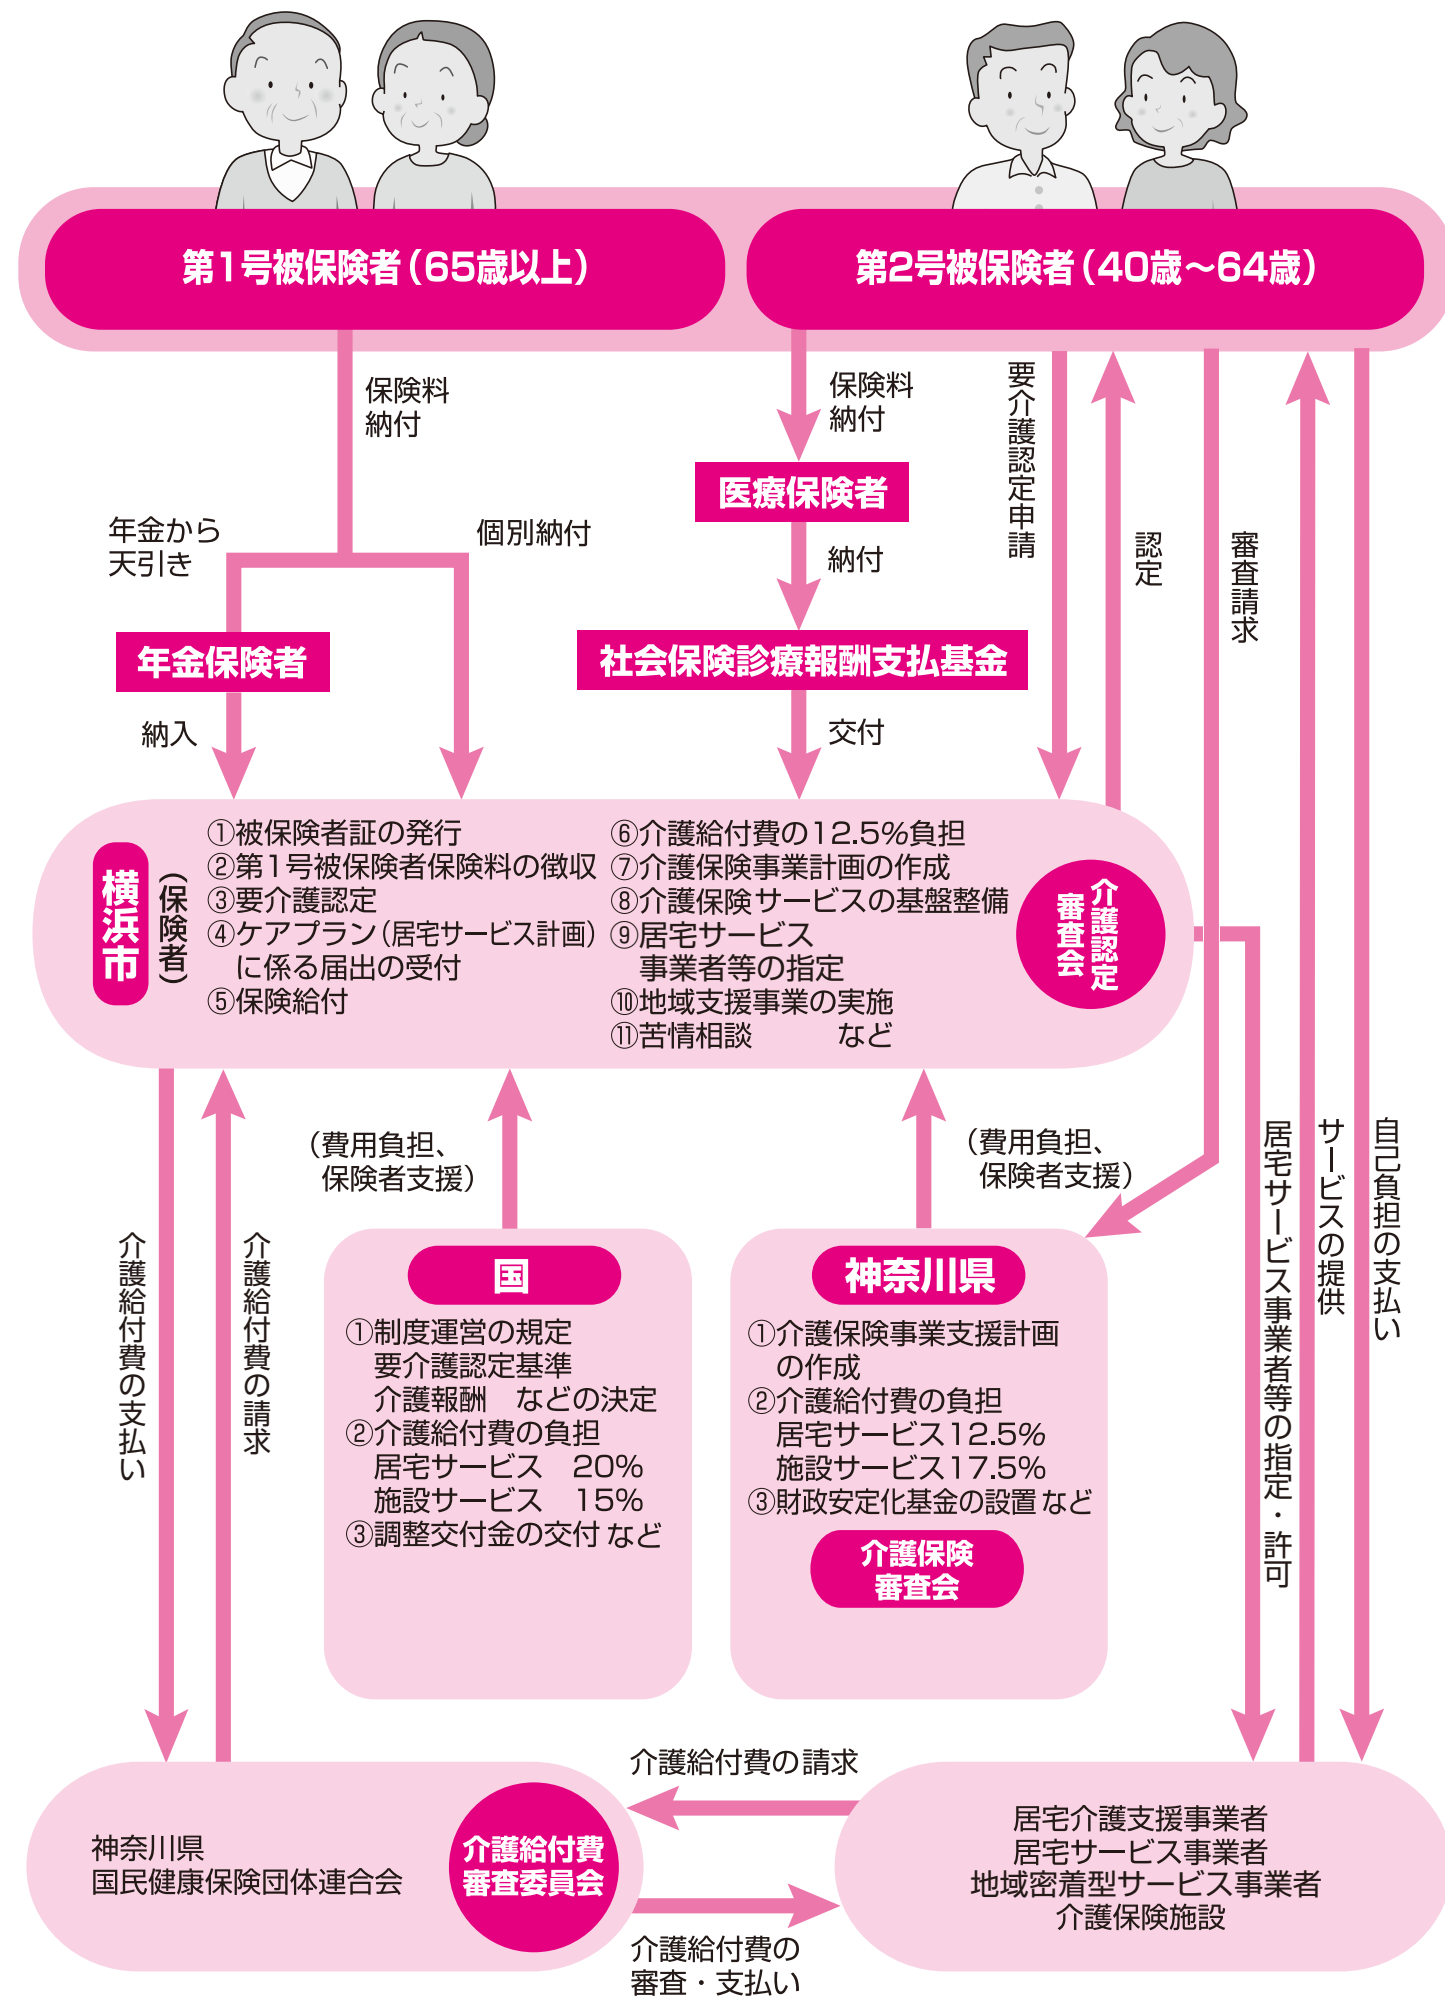 第1号被保険者(65歳以上)
第2号被保険者(40歳～64歳)
保険料
納付
保険料
納付
要介護認定申請
認定
審査請求
医療保険者
年金から
天引き
個別納付
納付
年金保険者
社会保険診療報酬支払基金
納入
交付
横浜市
(保険者)
①被保険者証の発行
②第1号被保険者保険料の徴収
③要介護認定
④ケアプラン(居宅サービス計画)
に係る届出の受付
⑤保険給付
⑥介護給付費の12.5%負担
⑦介護保険事業計画の作成
⑧介護保険サービスの基盤整備
⑨居宅サービス
事業者等の指定
⑩地域支援事業の実施
⑪苦情相談 など
介護認定
審査会
(費用負担、
保険者支援)
(費用負担、
保険者支援)
介護給付費の支払い
介護給付費の請求
居宅サービス事業者等の指定・許可
サービスの提供
自己負担の支払い
国
①制度運営の規定
要介護認定基準
介護報酬 などの決定
②介護給付費の負担
居宅サービス 20%
施設サービス 15%
③調整交付金の交付 など
神奈川県
①介護保険事業支援計画
の作成
②介護給付費の負担
居宅サービス12.5%
施設サービス17.5%
③財政安定化基金の設置 など
介護保険
審査会
介護給付費の請求
神奈川県
国民健康保険団体連合会
介護給付費
審査委員会
居宅介護支援事業者
居宅サービス事業者
地域密着型サービス事業者
介護保険施設
介護給付費の
審査・支払い